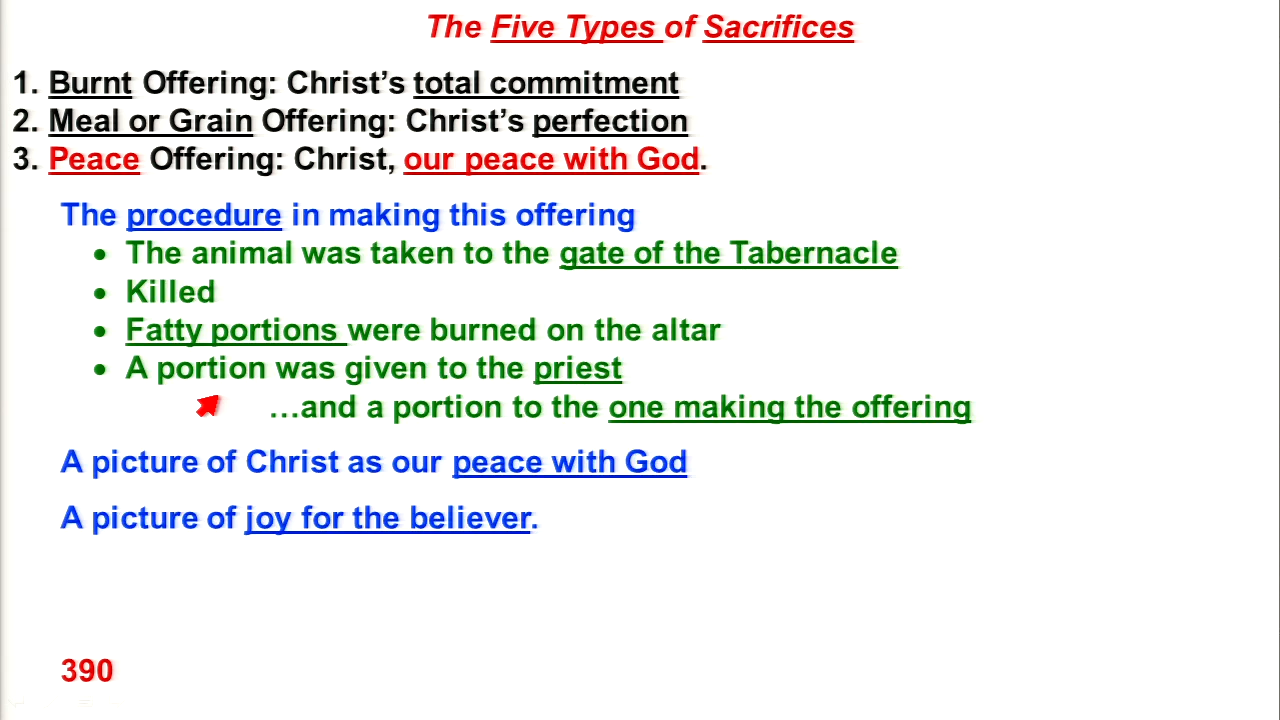 The Five Types of Sacrifices
1. Burnt Offering: Christ’s total commitment
2. Meal or Grain Offering: Christ’s perfection
3. Peace Offering: Christ, our peace with God.
The procedure in making this offering
• The animal was taken to the gate of the Tabernacle
• Killed
• Fatty portions were burned on the altar
• A portion was given to the priest
…and a portion to the one making the offering
A picture of Christ as our peace with God
A picture of joy for the believer.
390